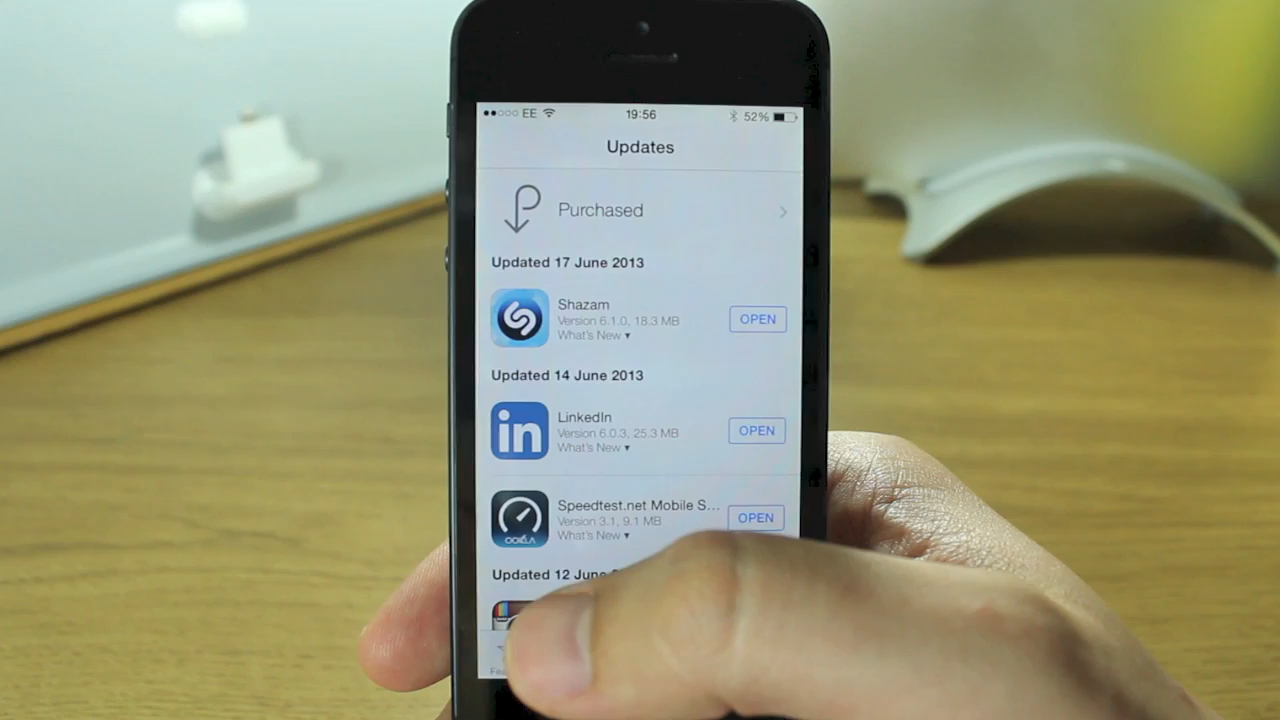 EE 19:56 52%
Updates
Purchased
Updated 17 June 2013
Shazam
Version 6.1.0, 18.3 MB
What's New ▾
OPEN
Updated 14 June 2013
in
LinkedIn
Version 6.0.3, 25.3 MB
What's New ▾
OPEN
OOKLA
Speedtest.net Mobile S...
Version 3.1, 9.1 MB
What's New ▾
OPEN
Updated 12